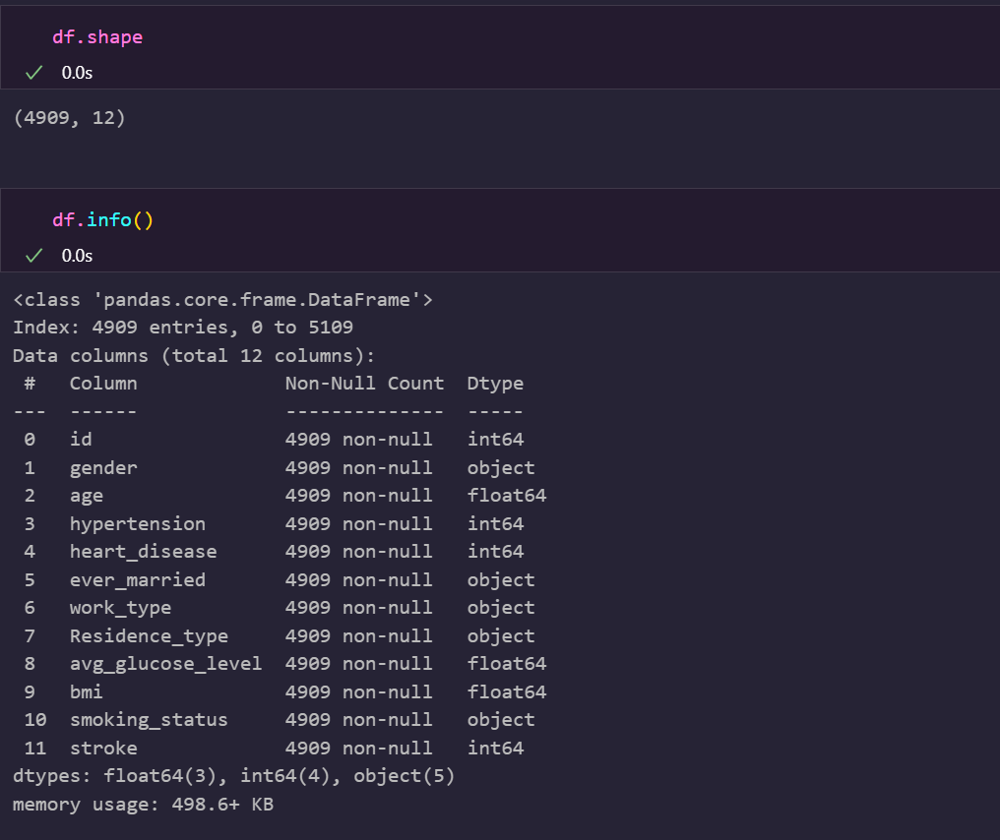 df.shape
0.0s
(4909, 12)
df.info()
0.0s
<class 'pandas.core.frame.DataFrame'>
Index: 4909 entries, 0 to 5109
Data columns (total 12 columns):
 #   Column             Non-Null Count  Dtype
---  ------             --------------  -----
 0   id                 4909 non-null   int64
 1   gender             4909 non-null   object
 2   age                4909 non-null   float64
 3   hypertension       4909 non-null   int64
 4   heart_disease      4909 non-null   int64
 5   ever_married       4909 non-null   object
 6   work_type          4909 non-null   object
 7   Residence_type     4909 non-null   object
 8   avg_glucose_level  4909 non-null   float64
 9   bmi                4909 non-null   float64
 10  smoking_status     4909 non-null   object
 11  stroke             4909 non-null   int64
dtypes: float64(3), int64(4), object(5)
memory usage: 498.6+ KB